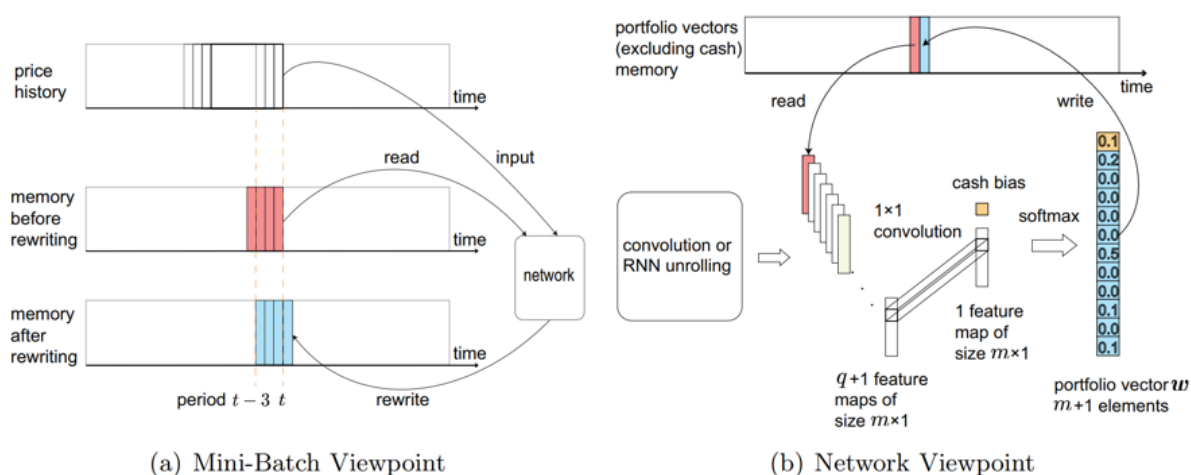 price
history
time
input
read
memory
before
rewriting
time
network
memory
after
rewriting
time
period t − 3 t
rewrite
(a) Mini-Batch Viewpoint
portfolio vectors
(excluding cash)
memory
time
read
write
convolution or
RNN unrolling
1×1
convolution
cash bias
softmax
0.1
0.2
0.0
0.0
0.0
0.0
0.5
0.0
0.0
0.1
0.0
0.1
1 feature
map of
size m×1
q+1 feature
maps of
size m×1
portfolio vector w
m+1 elements
(b) Network Viewpoint